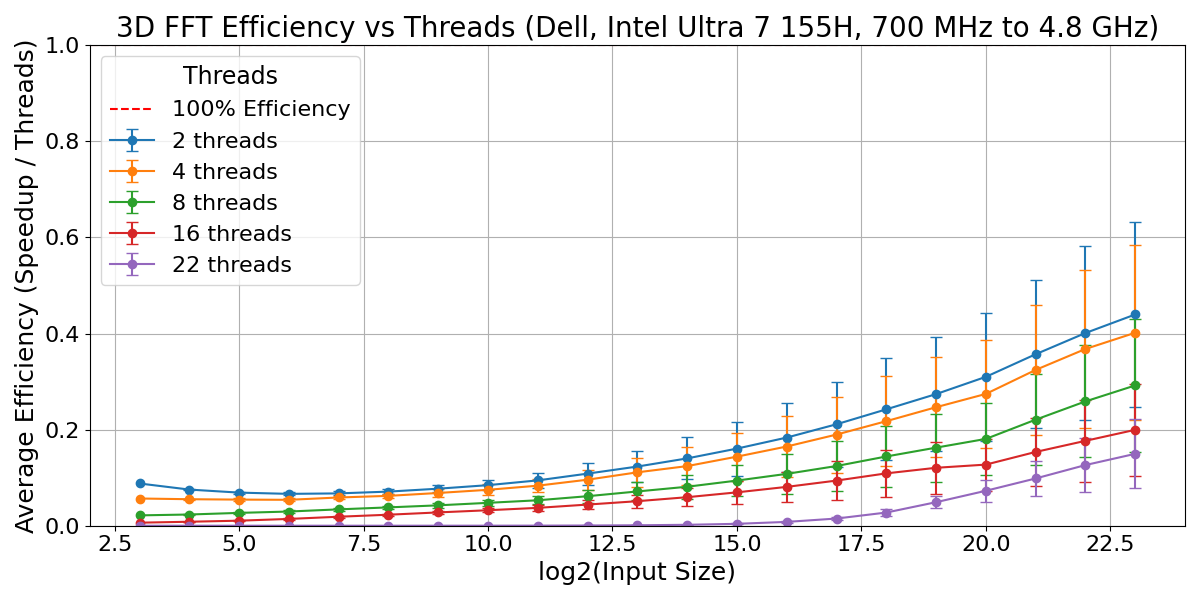 3D FFT Efficiency vs Threads (Dell, Intel Ultra 7 155H, 700 MHz to 4.8 GHz)
Average Efficiency (Speedup / Threads)
1.0
0.8
0.6
0.4
0.2
0.0
Threads
100% Efficiency
2 threads
4 threads
8 threads
16 threads
22 threads
2.5 5.0 7.5 10.0 12.5 15.0 17.5 20.0 22.5
log2(Input Size)